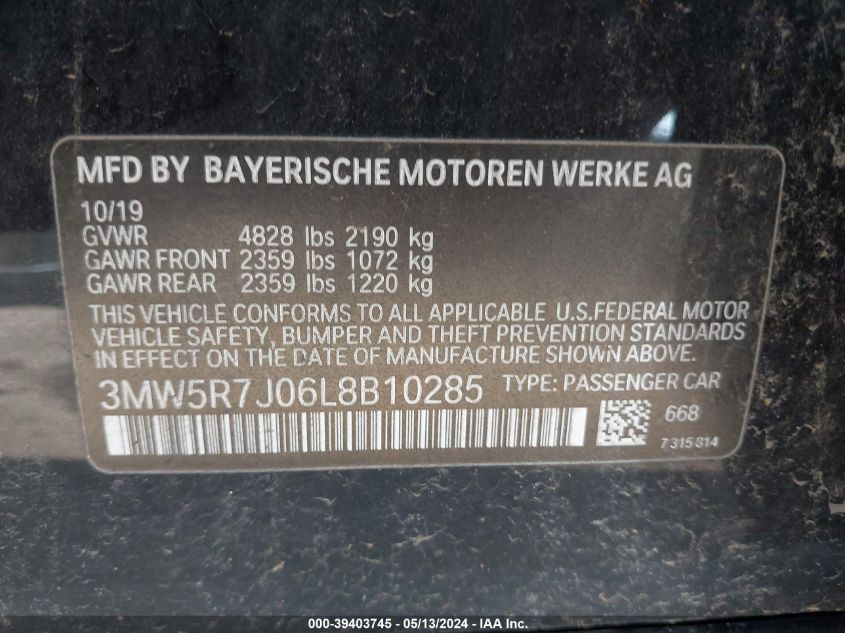 MFD BY BAYERISCHE MOTOREN WERKE AG
10/19
GVWR 4828 lbs 2190 kg
GAWR FRONT 2359 lbs 1072 kg
GAWR REAR 2359 lbs 1220 kg
THIS VEHICLE CONFORMS TO ALL APPLICABLE U.S.FEDERAL MOTOR
VEHICLE SAFETY, BUMPER AND THEFT PREVENTION STANDARDS
IN EFFECT ON THE DATE OF MANUFACTURE SHOWN ABOVE.
3MW5R7J06L8B10285 TYPE: PASSENGER CAR
668
7315814
000-39403745 - 05/13/2024 - IAA Inc.